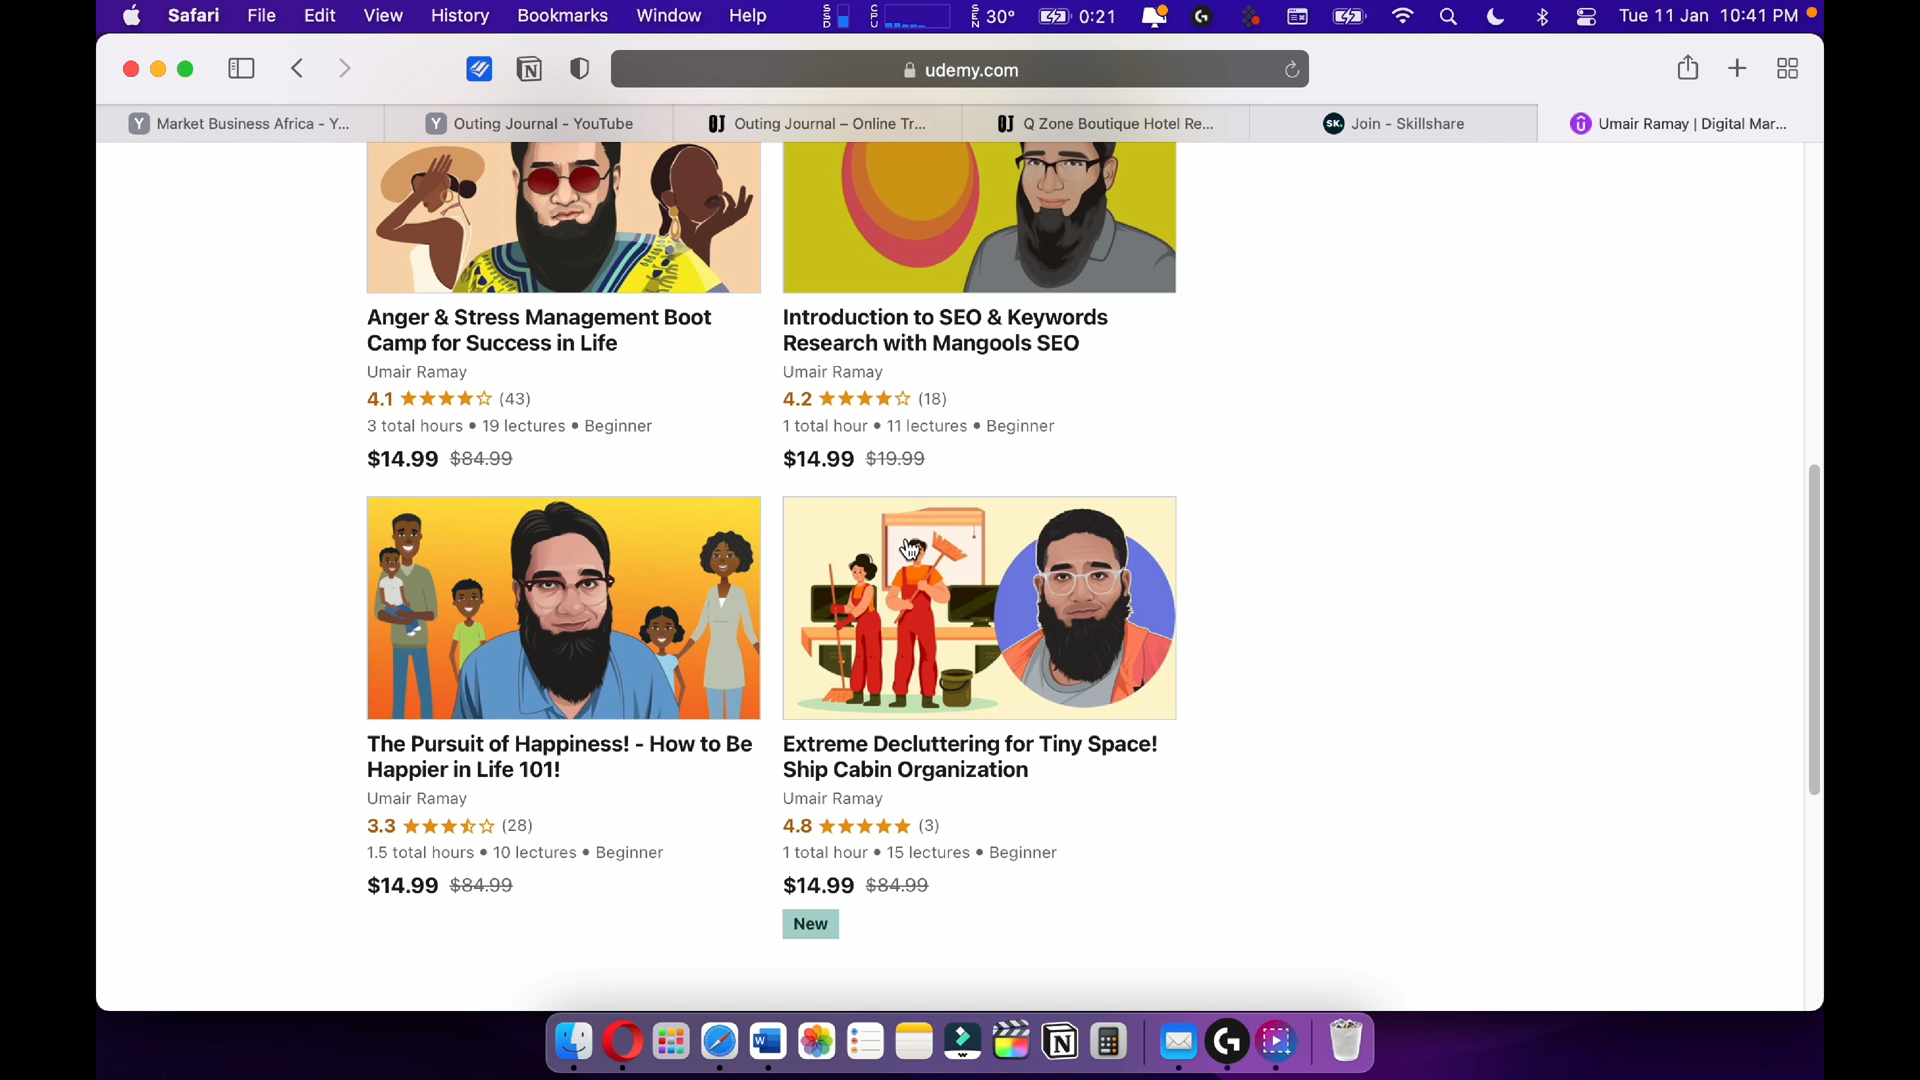 Safari File Edit View History Bookmarks Window Help SSD CPU SEN 30° 0:21 Tue 11 Jan 10:41 PM
udemy.com
Y Market Business Africa - Y... Y Outing Journal - YouTube OJ Outing Journal – Online Tr... OJ Q Zone Boutique Hotel Re... SK. Join - Skillshare Umair Ramay | Digital Mar...
Anger & Stress Management Boot
Camp for Success in Life
Umair Ramay
4.1 (43)
3 total hours • 19 lectures • Beginner
$14.99 $84.99
Introduction to SEO & Keywords
Research with Mangools SEO
Umair Ramay
4.2 (18)
1 total hour • 11 lectures • Beginner
$14.99 $19.99
The Pursuit of Happiness! - How to Be
Happier in Life 101!
Umair Ramay
3.3 (28)
1.5 total hours • 10 lectures • Beginner
$14.99 $84.99
Extreme Decluttering for Tiny Space!
Ship Cabin Organization
Umair Ramay
4.8 (3)
1 total hour • 15 lectures • Beginner
$14.99 $84.99
New